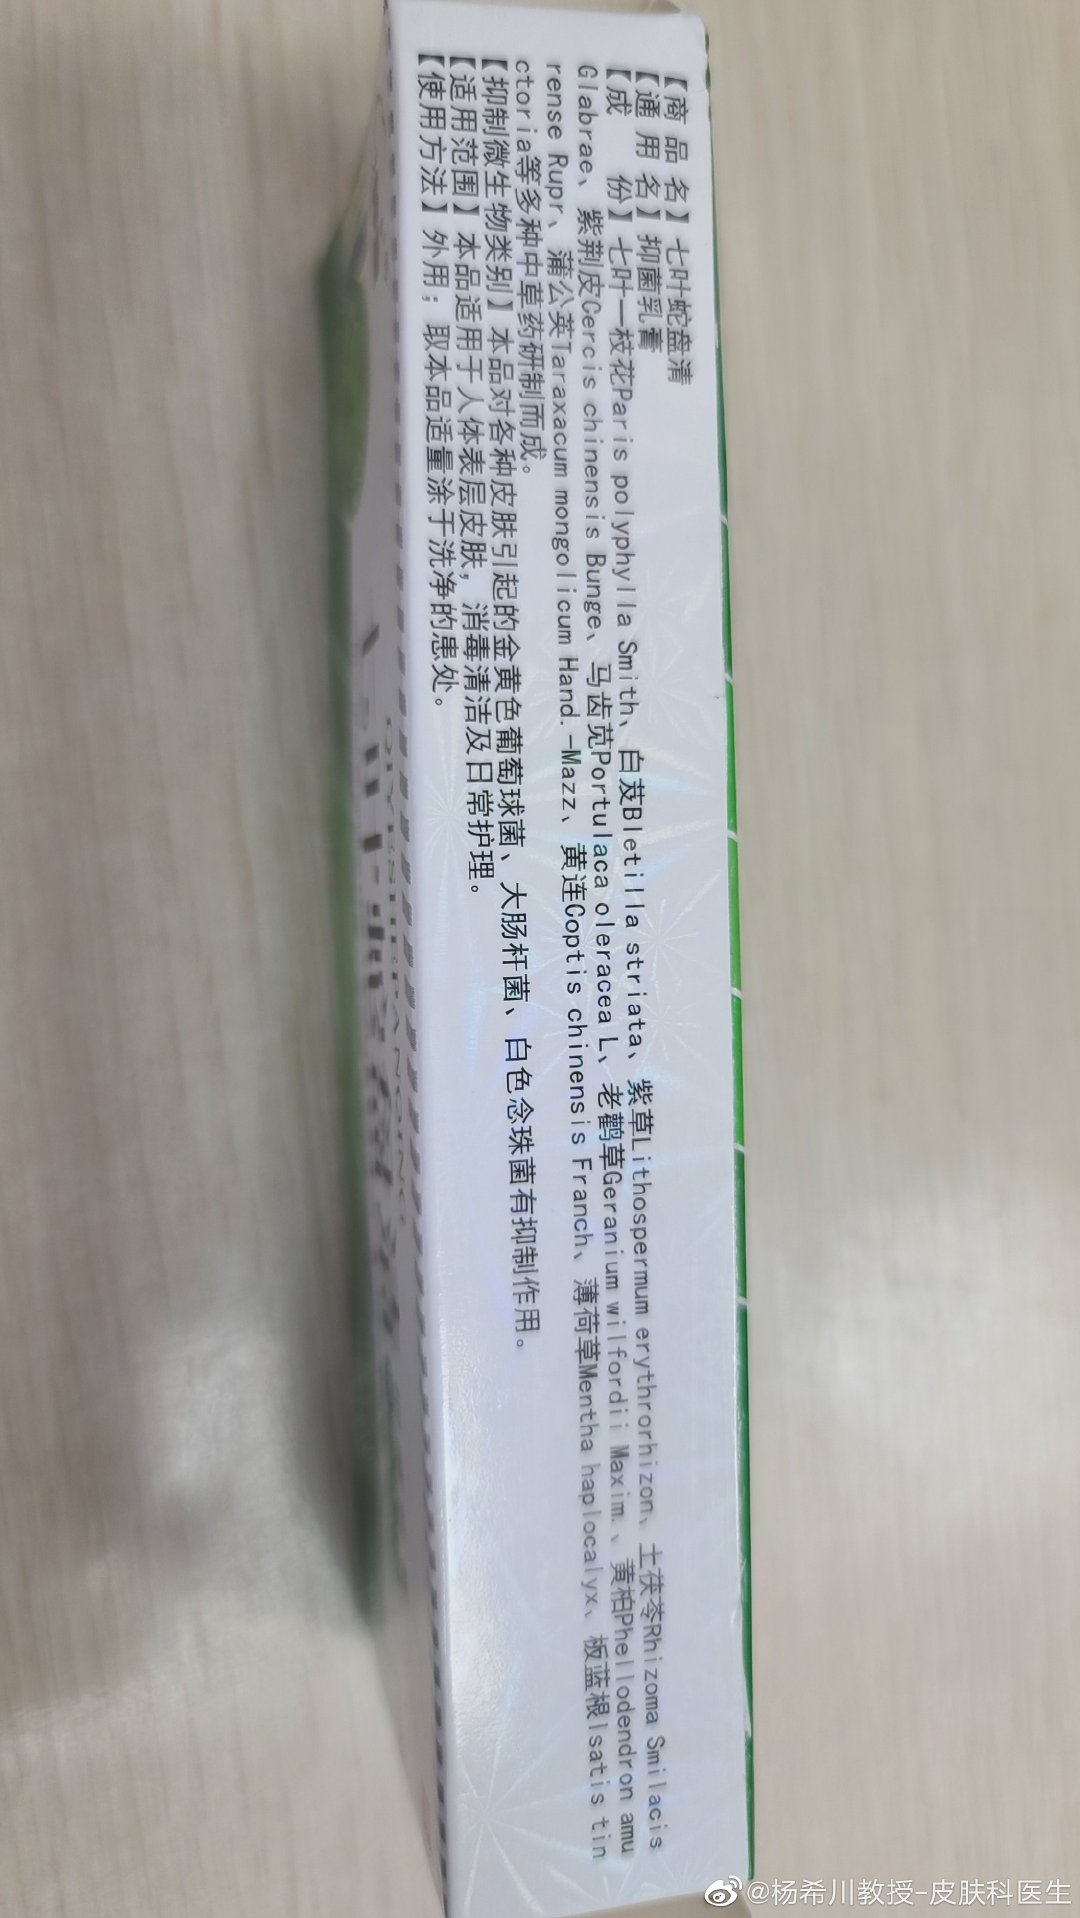 【商 品 名】七叶蛇盘清
【通 用 名】抑菌乳膏
【成 份】七叶一枝花Paris polyphylla Smith、白芨Bletilla striata、紫草Lithospermum erythrorhizon、土茯苓Rhizoma Smilacis
Glabrae、紫荆皮Cercis chinensis Bunge、马齿苋Portulaca oleracea L、老鹳草Geranium wilfordii Maxim.、黄柏Phellodendron amu
rense Rupr、蒲公英Taraxacum mongolicum Hand.-Mazz、黄连Coptis chinensis Franch、薄荷草Mentha haplocalyx、板蓝根Isatis tin
ctoria等多种中草药研制而成。
【抑制微生物类别】本品对各种皮肤引起的金黄色葡萄球菌、大肠杆菌、白色念珠菌有抑制作用。
【适用范围】本品适用于人体表层皮肤，消毒清洁及日常护理。
【使用方法】外用；取本品适量涂于洗净的患处。
QIYESHEPANQING
@杨希川教授-皮肤科医生